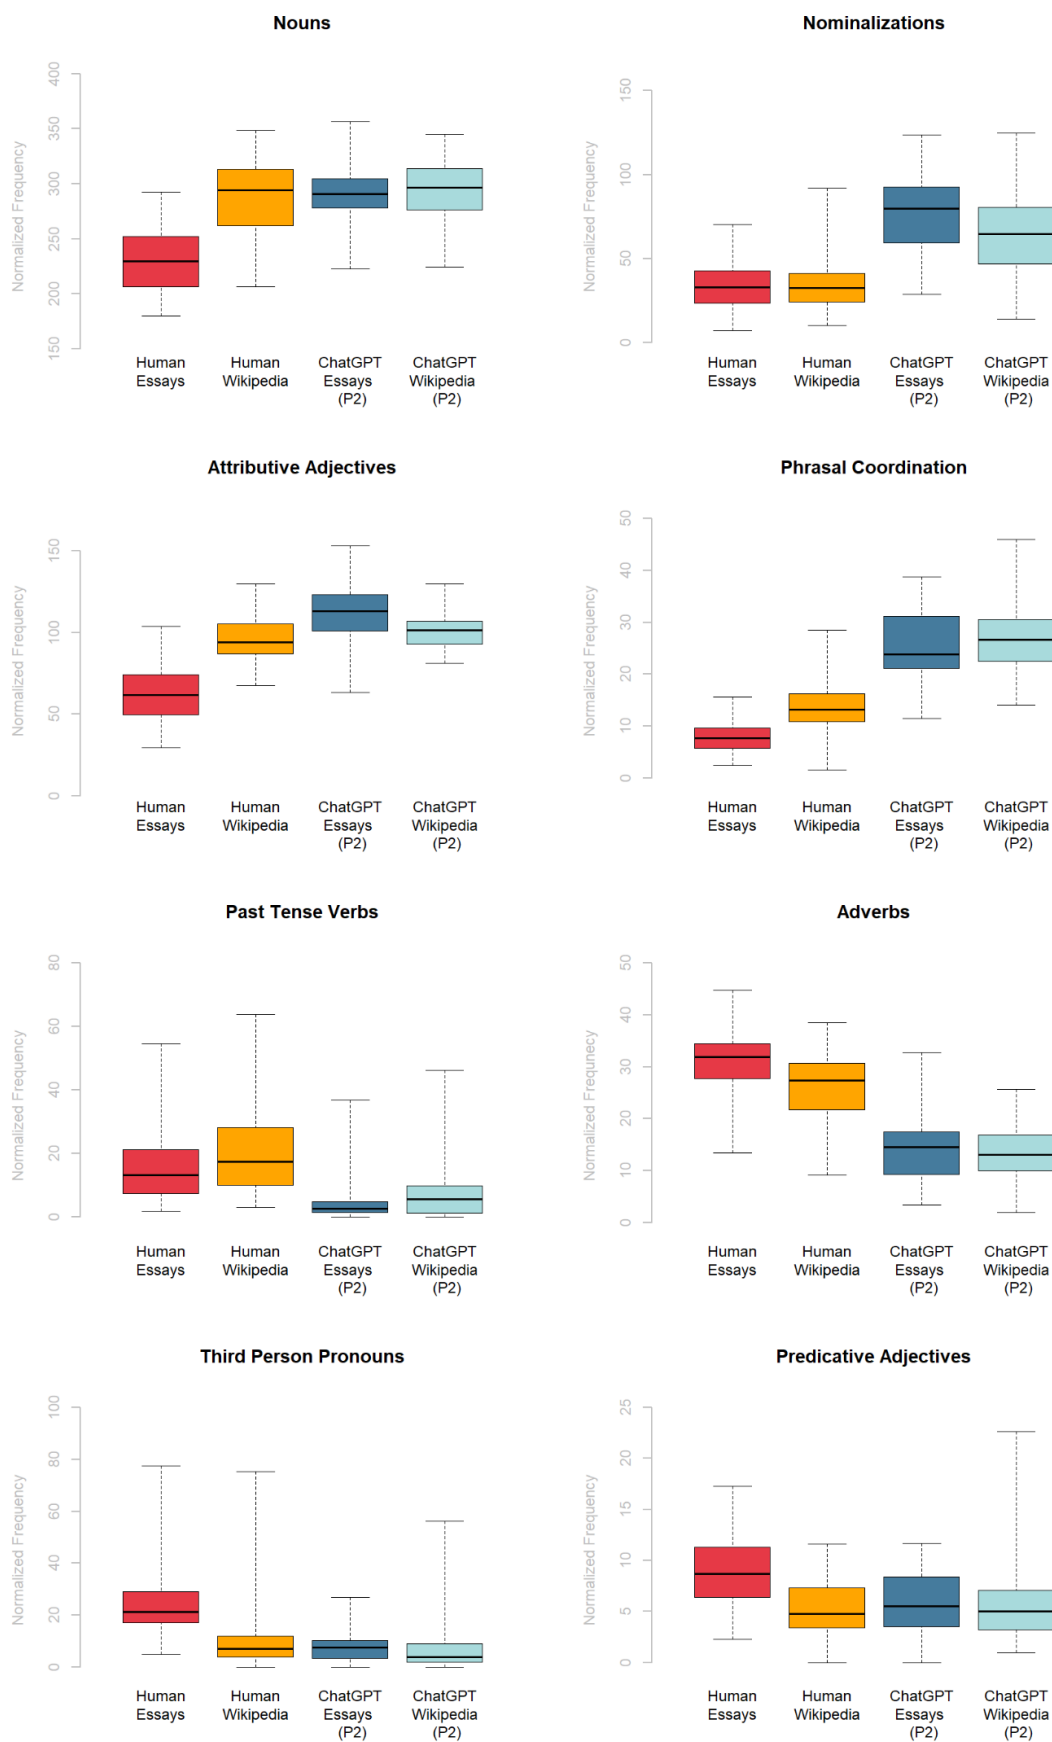 Nouns
Normalized Frequency
400
350
300
250
200
150
Human Essays
Human Wikipedia
ChatGPT Essays (P2)
ChatGPT Wikipedia (P2)
Nominalizations
Normalized Frequency
150
100
50
0
Human Essays
Human Wikipedia
ChatGPT Essays (P2)
ChatGPT Wikipedia (P2)
Attributive Adjectives
Normalized Frequency
150
100
50
0
Human Essays
Human Wikipedia
ChatGPT Essays (P2)
ChatGPT Wikipedia (P2)
Phrasal Coordination
Normalized Frequency
50
40
30
20
10
0
Human Essays
Human Wikipedia
ChatGPT Essays (P2)
ChatGPT Wikipedia (P2)
Past Tense Verbs
Normalized Frequency
80
60
40
20
0
Human Essays
Human Wikipedia
ChatGPT Essays (P2)
ChatGPT Wikipedia (P2)
Adverbs
Normalized Frequnecy
50
40
30
20
10
0
Human Essays
Human Wikipedia
ChatGPT Essays (P2)
ChatGPT Wikipedia (P2)
Third Person Pronouns
Normalized Frequency
100
80
60
40
20
0
Human Essays
Human Wikipedia
ChatGPT Essays (P2)
ChatGPT Wikipedia (P2)
Predicative Adjectives
Normalized Frequency
25
20
15
10
5
0
Human Essays
Human Wikipedia
ChatGPT Essays (P2)
ChatGPT Wikipedia (P2)